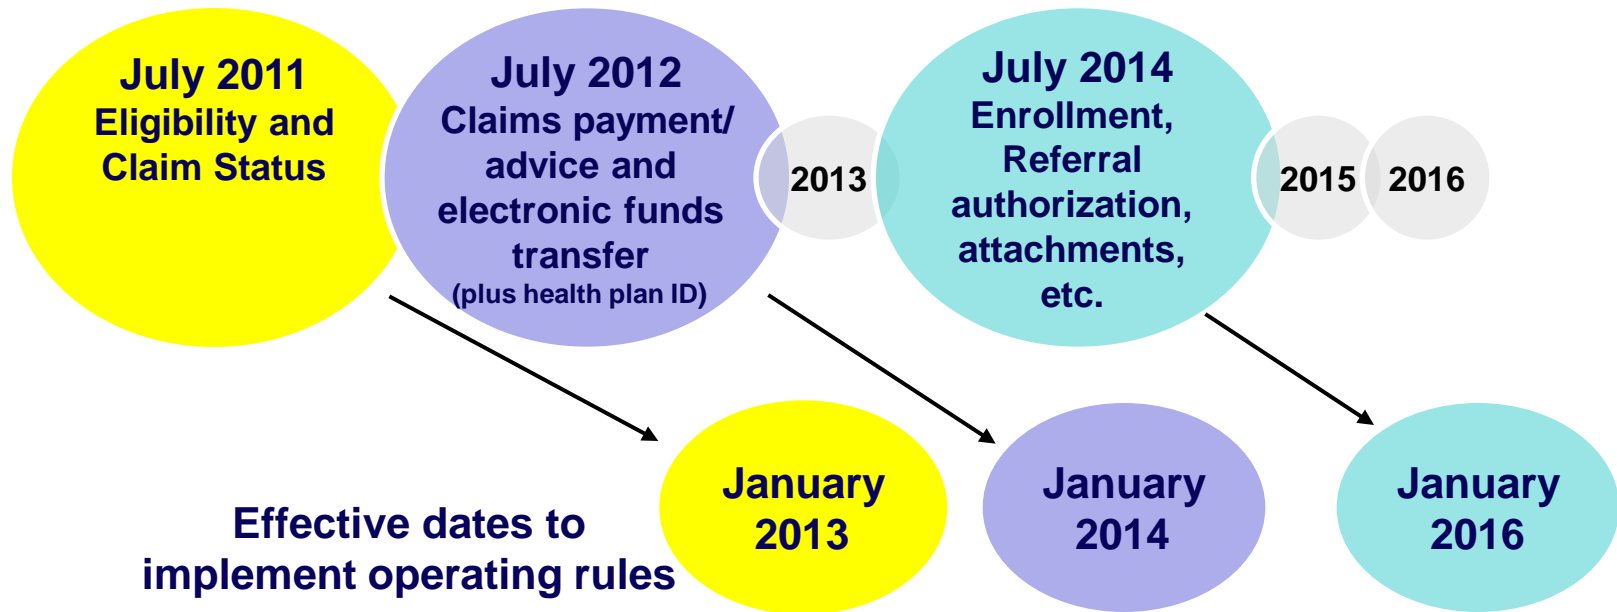 July 2011
Eligibility and
Claim Status
July 2012
Claims payment/
advice and
electronic funds
transfer
(plus health plan ID)
2013
July 2014
Enrollment,
Referral
authorization,
attachments,
etc.
2015
2016
Effective dates to
implement operating rules
January
2013
January
2014
January
2016